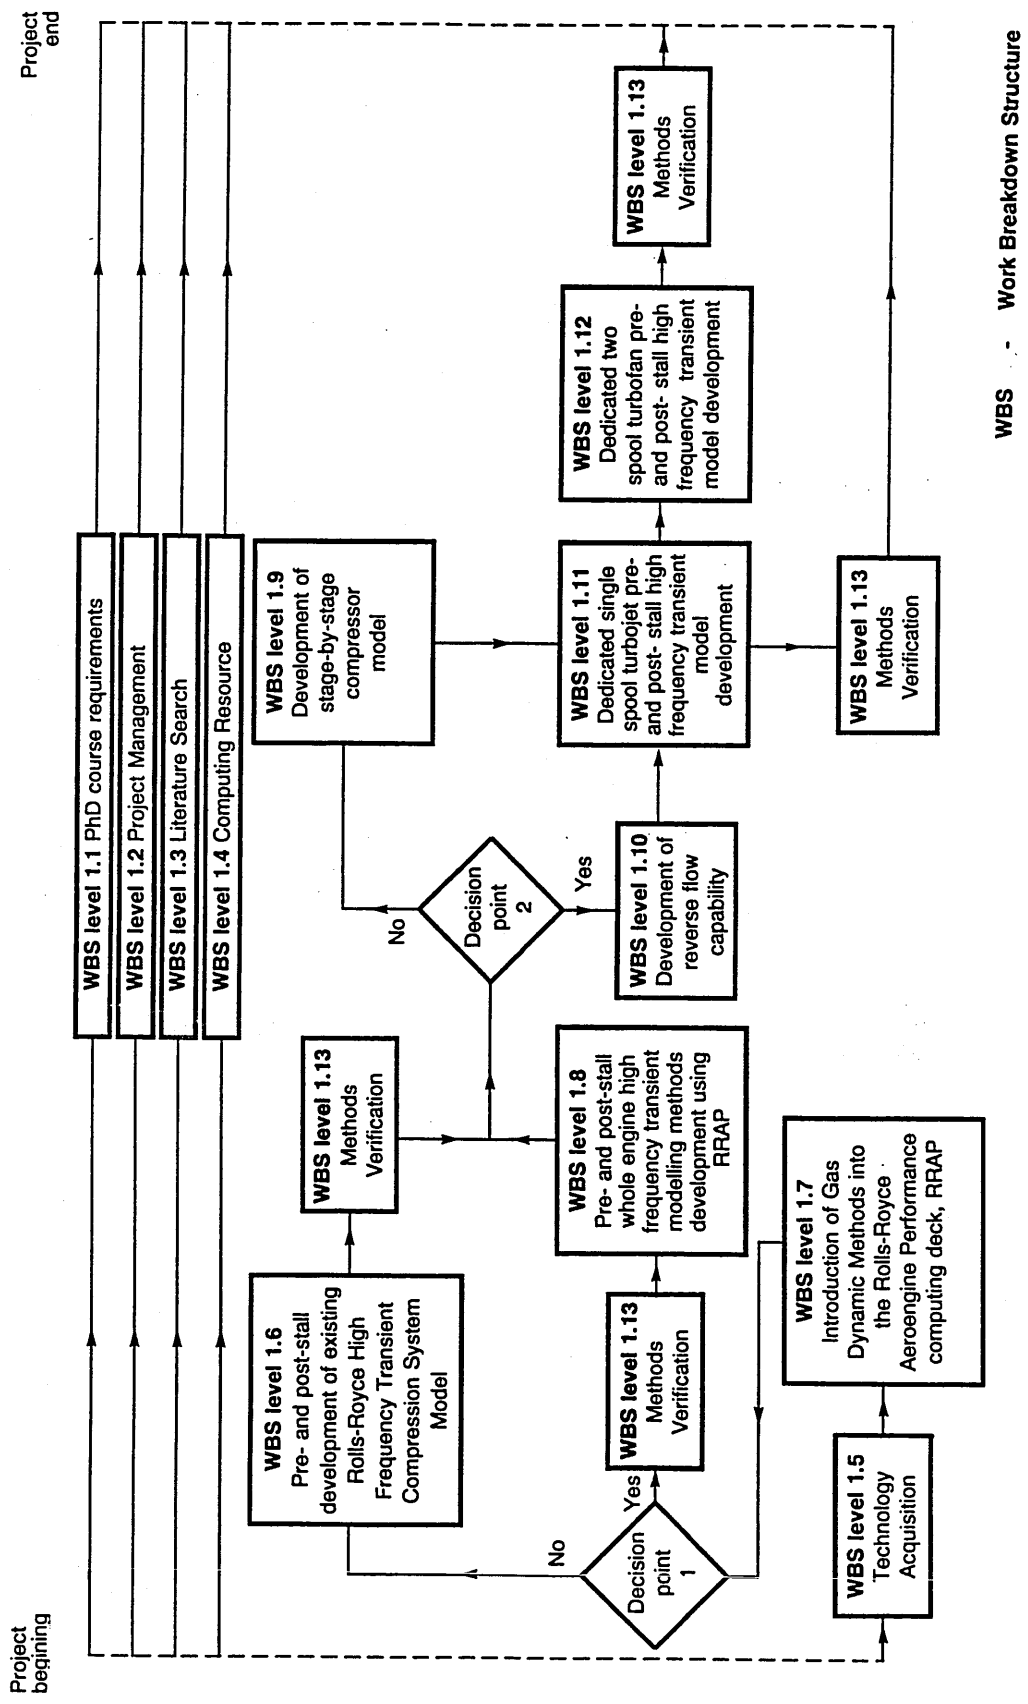 Project
begining
Project
end
WBS level 1.1 PhD course requirements
WBS level 1.2 Project Management
WBS level 1.3 Literature Search
WBS level 1.4 Computing Resource
WBS level 1.6
Pre- and post-stall
development of existing
Rolls-Royce High
Frequency Transient
Compression System
Model
WBS level 1.13
Methods
Verification
No
WBS level 1.9
Development of
stage-by-stage
compressor
model
Decision
point
2
Yes
No
Decision
point
1
Yes
WBS level 1.13
Methods
Verification
WBS level 1.8
Pre- and post-stall
whole engine high
frequency transient
modelling methods
development using
RRAP
WBS level 1.10
Development of
reverse flow
capability
WBS level 1.11
Dedicated single
spool turbojet pre-
and post- stall high
frequency transient
model
development
WBS level 1.12
Dedicated two
spool turbofan pre-
and post- stall high
frequency transient
model development
WBS level 1.13
Methods
Verification
WBS level 1.5
Technology
Acquisition
WBS level 1.7
Introduction of Gas
Dynamic Methods into
the Rolls-Royce
Aeroengine Performance
computing deck, RRAP
WBS level 1.13
Methods
Verification
WBS - Work Breakdown Structure